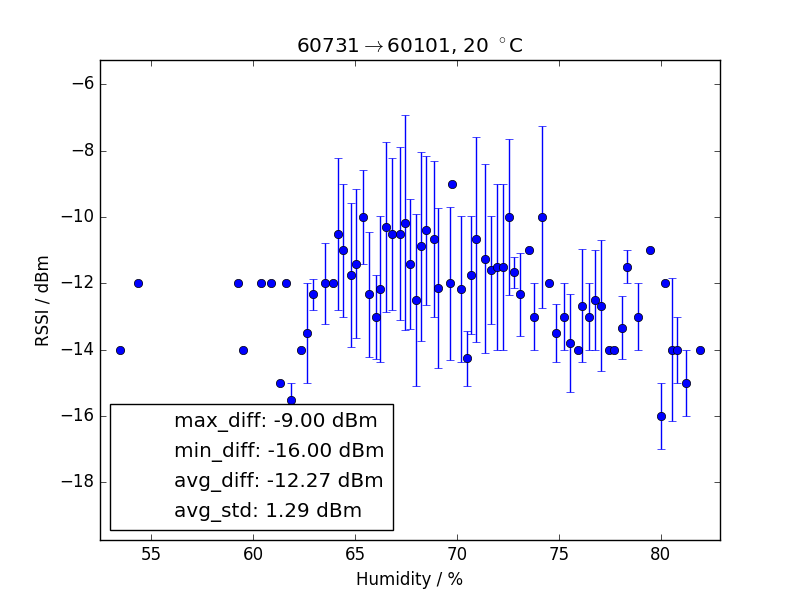 60731→60101, 20 °C
−6
−8
−10
−12
−14
−16
−18
RSSI / dBm
max_diff: -9.00 dBm
min_diff: -16.00 dBm
avg_diff: -12.27 dBm
avg_std: 1.29 dBm
55 60 65 70 75 80
Humidity / %